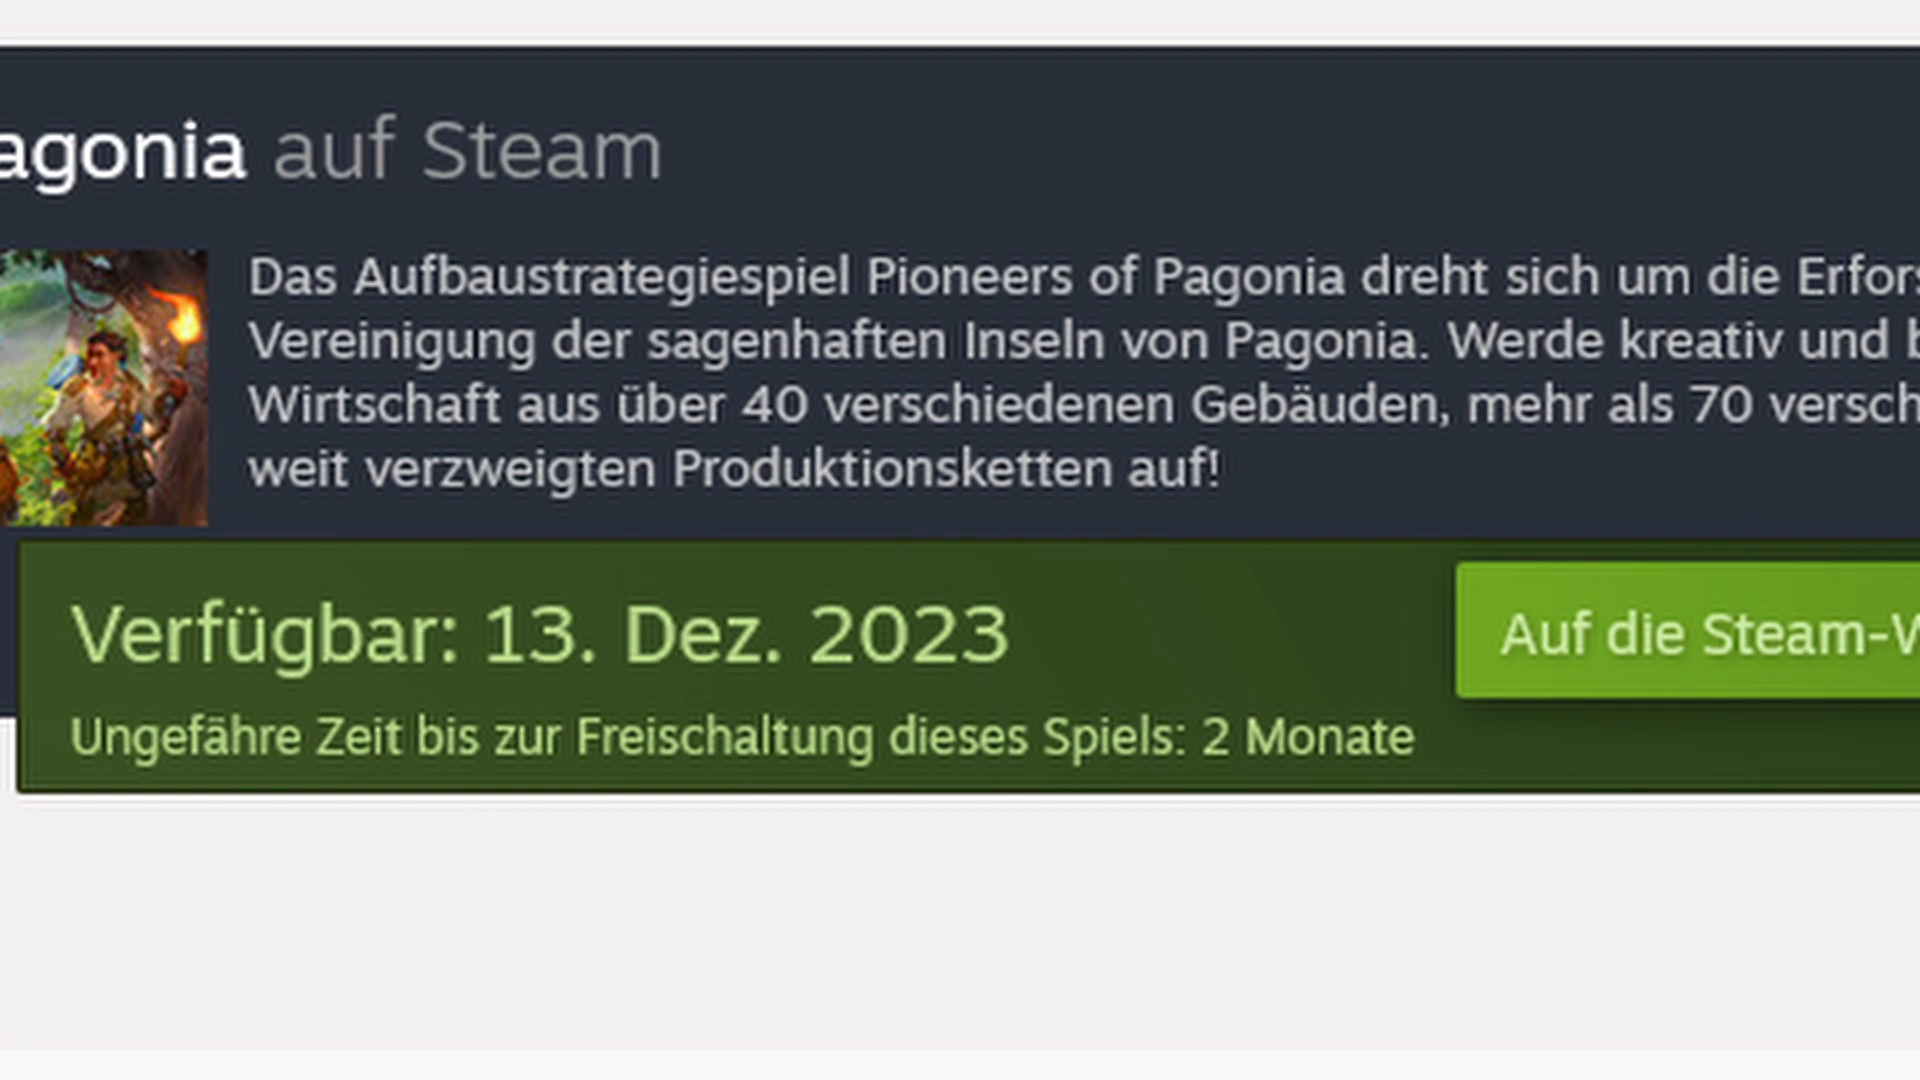 agonia auf Steam
Das Aufbaustrategiespiel Pioneers of Pagonia dreht sich um die Erfors
Vereinigung der sagenhaften Inseln von Pagonia. Werde kreativ und b
Wirtschaft aus über 40 verschiedenen Gebäuden, mehr als 70 versch
weit verzweigten Produktionsketten auf!
Verfügbar: 13. Dez. 2023
Auf die Steam-W
Ungefähre Zeit bis zur Freischaltung dieses Spiels: 2 Monate